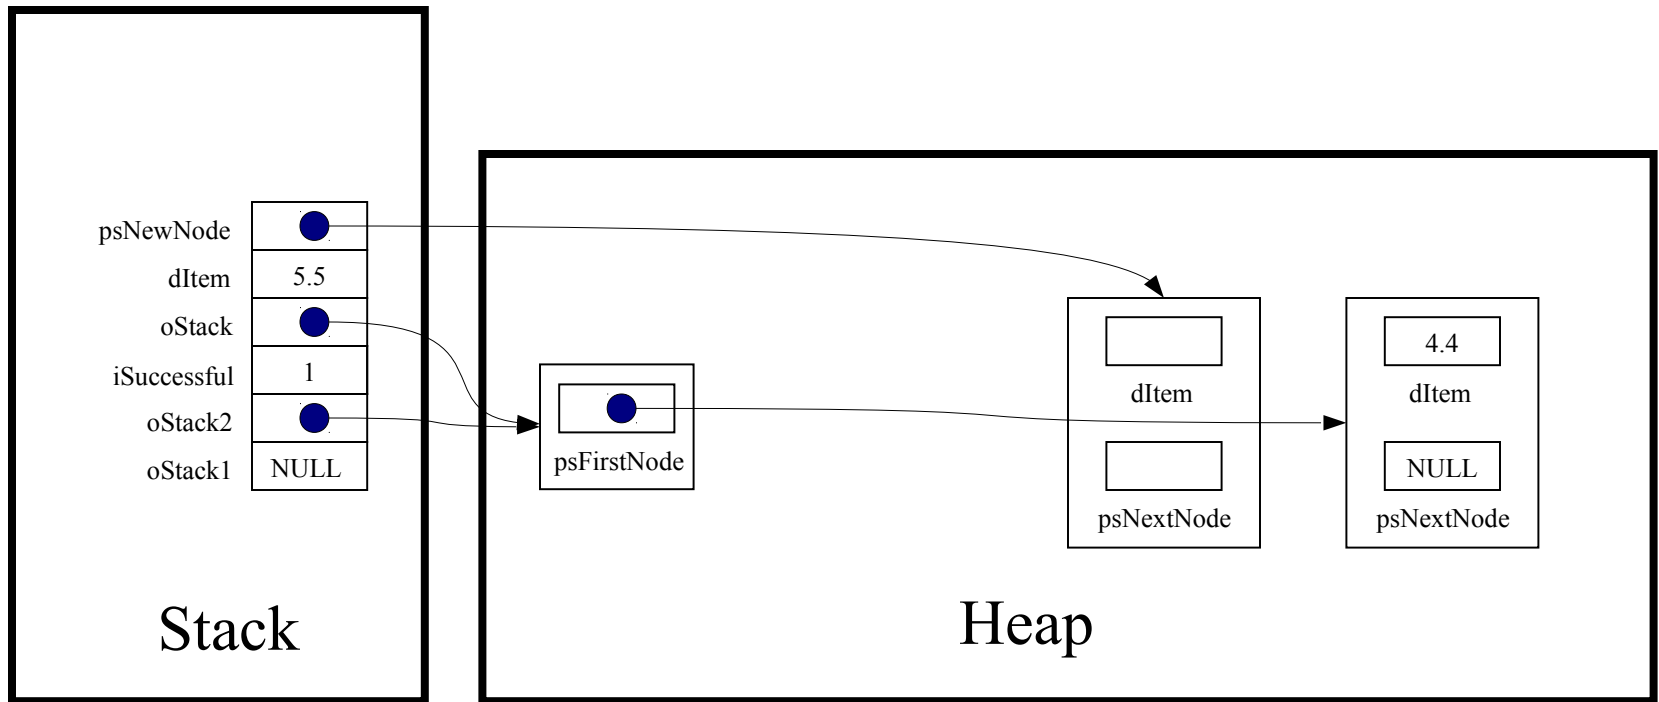 psNewNode
dItem 5.5
oStack
iSuccessful 1
oStack2
oStack1 NULL
Stack
psFirstNode
dItem
psNextNode
4.4
dItem
NULL
psNextNode
Heap